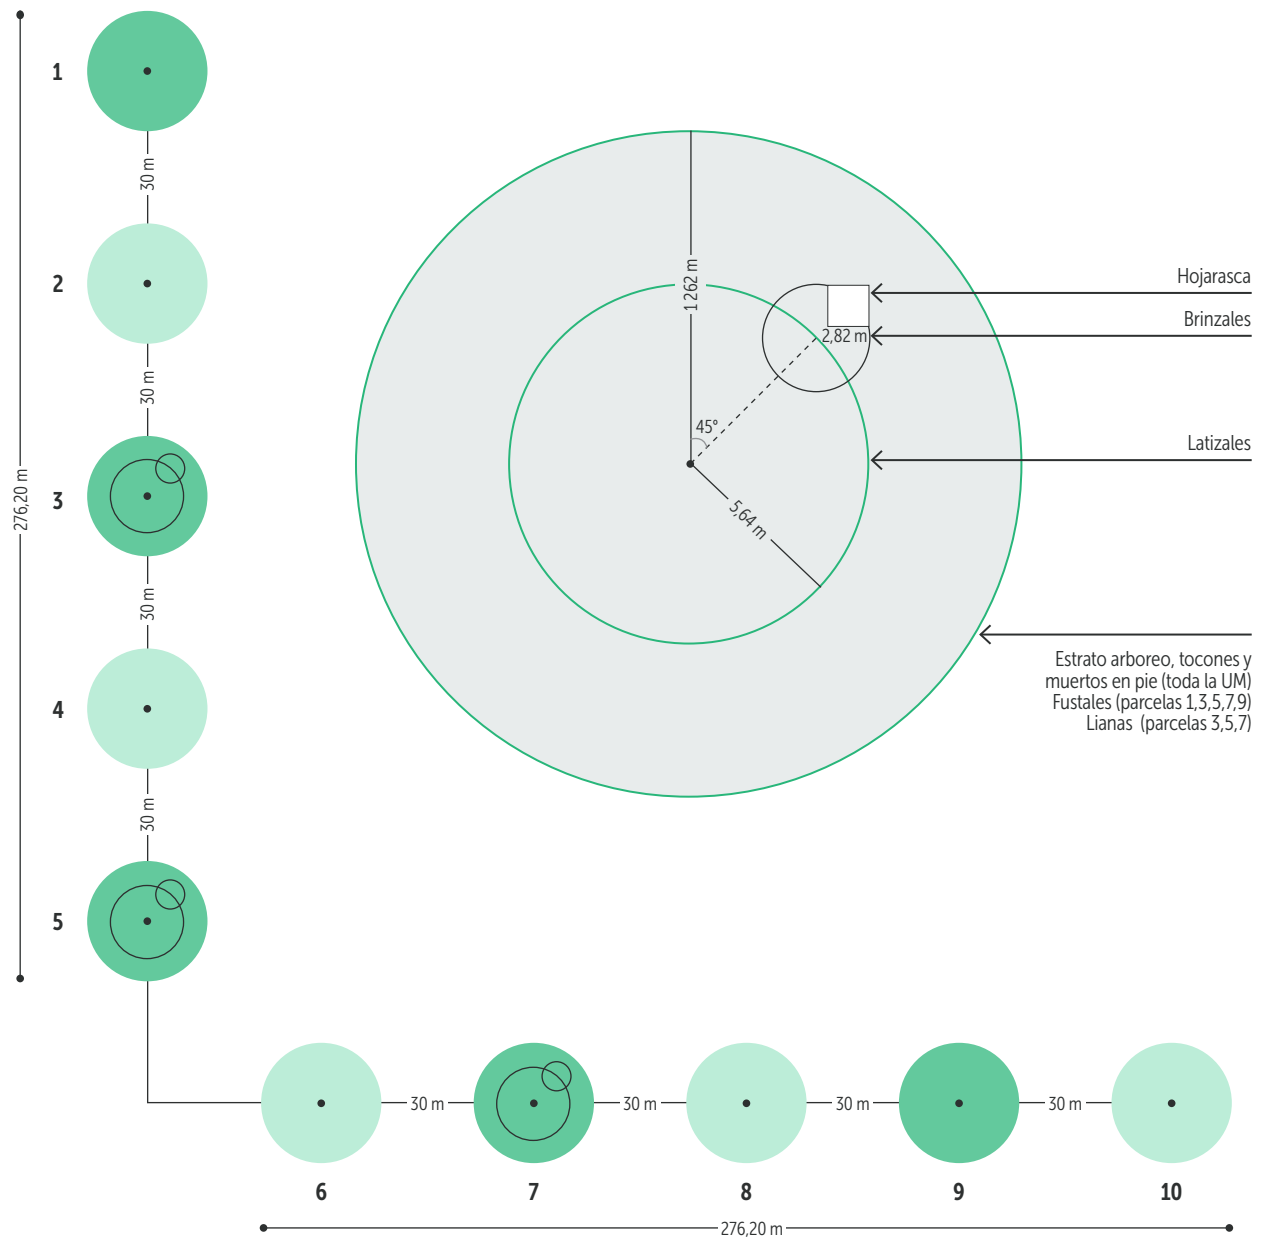 1
30 m
2
30 m
3
30 m
4
30 m
5
276,20 m
1 262 m
45°
2,82 m
5,64 m
Hojarasca
Brinzales
Latizales
Estrato arboreo, tocones y
muertos en pie (toda la UM)
Fustales (parcelas 1,3,5,7,9)
Lianas (parcelas 3,5,7)
30 m
30 m
30 m
30 m
6
7
8
9
10
276,20 m